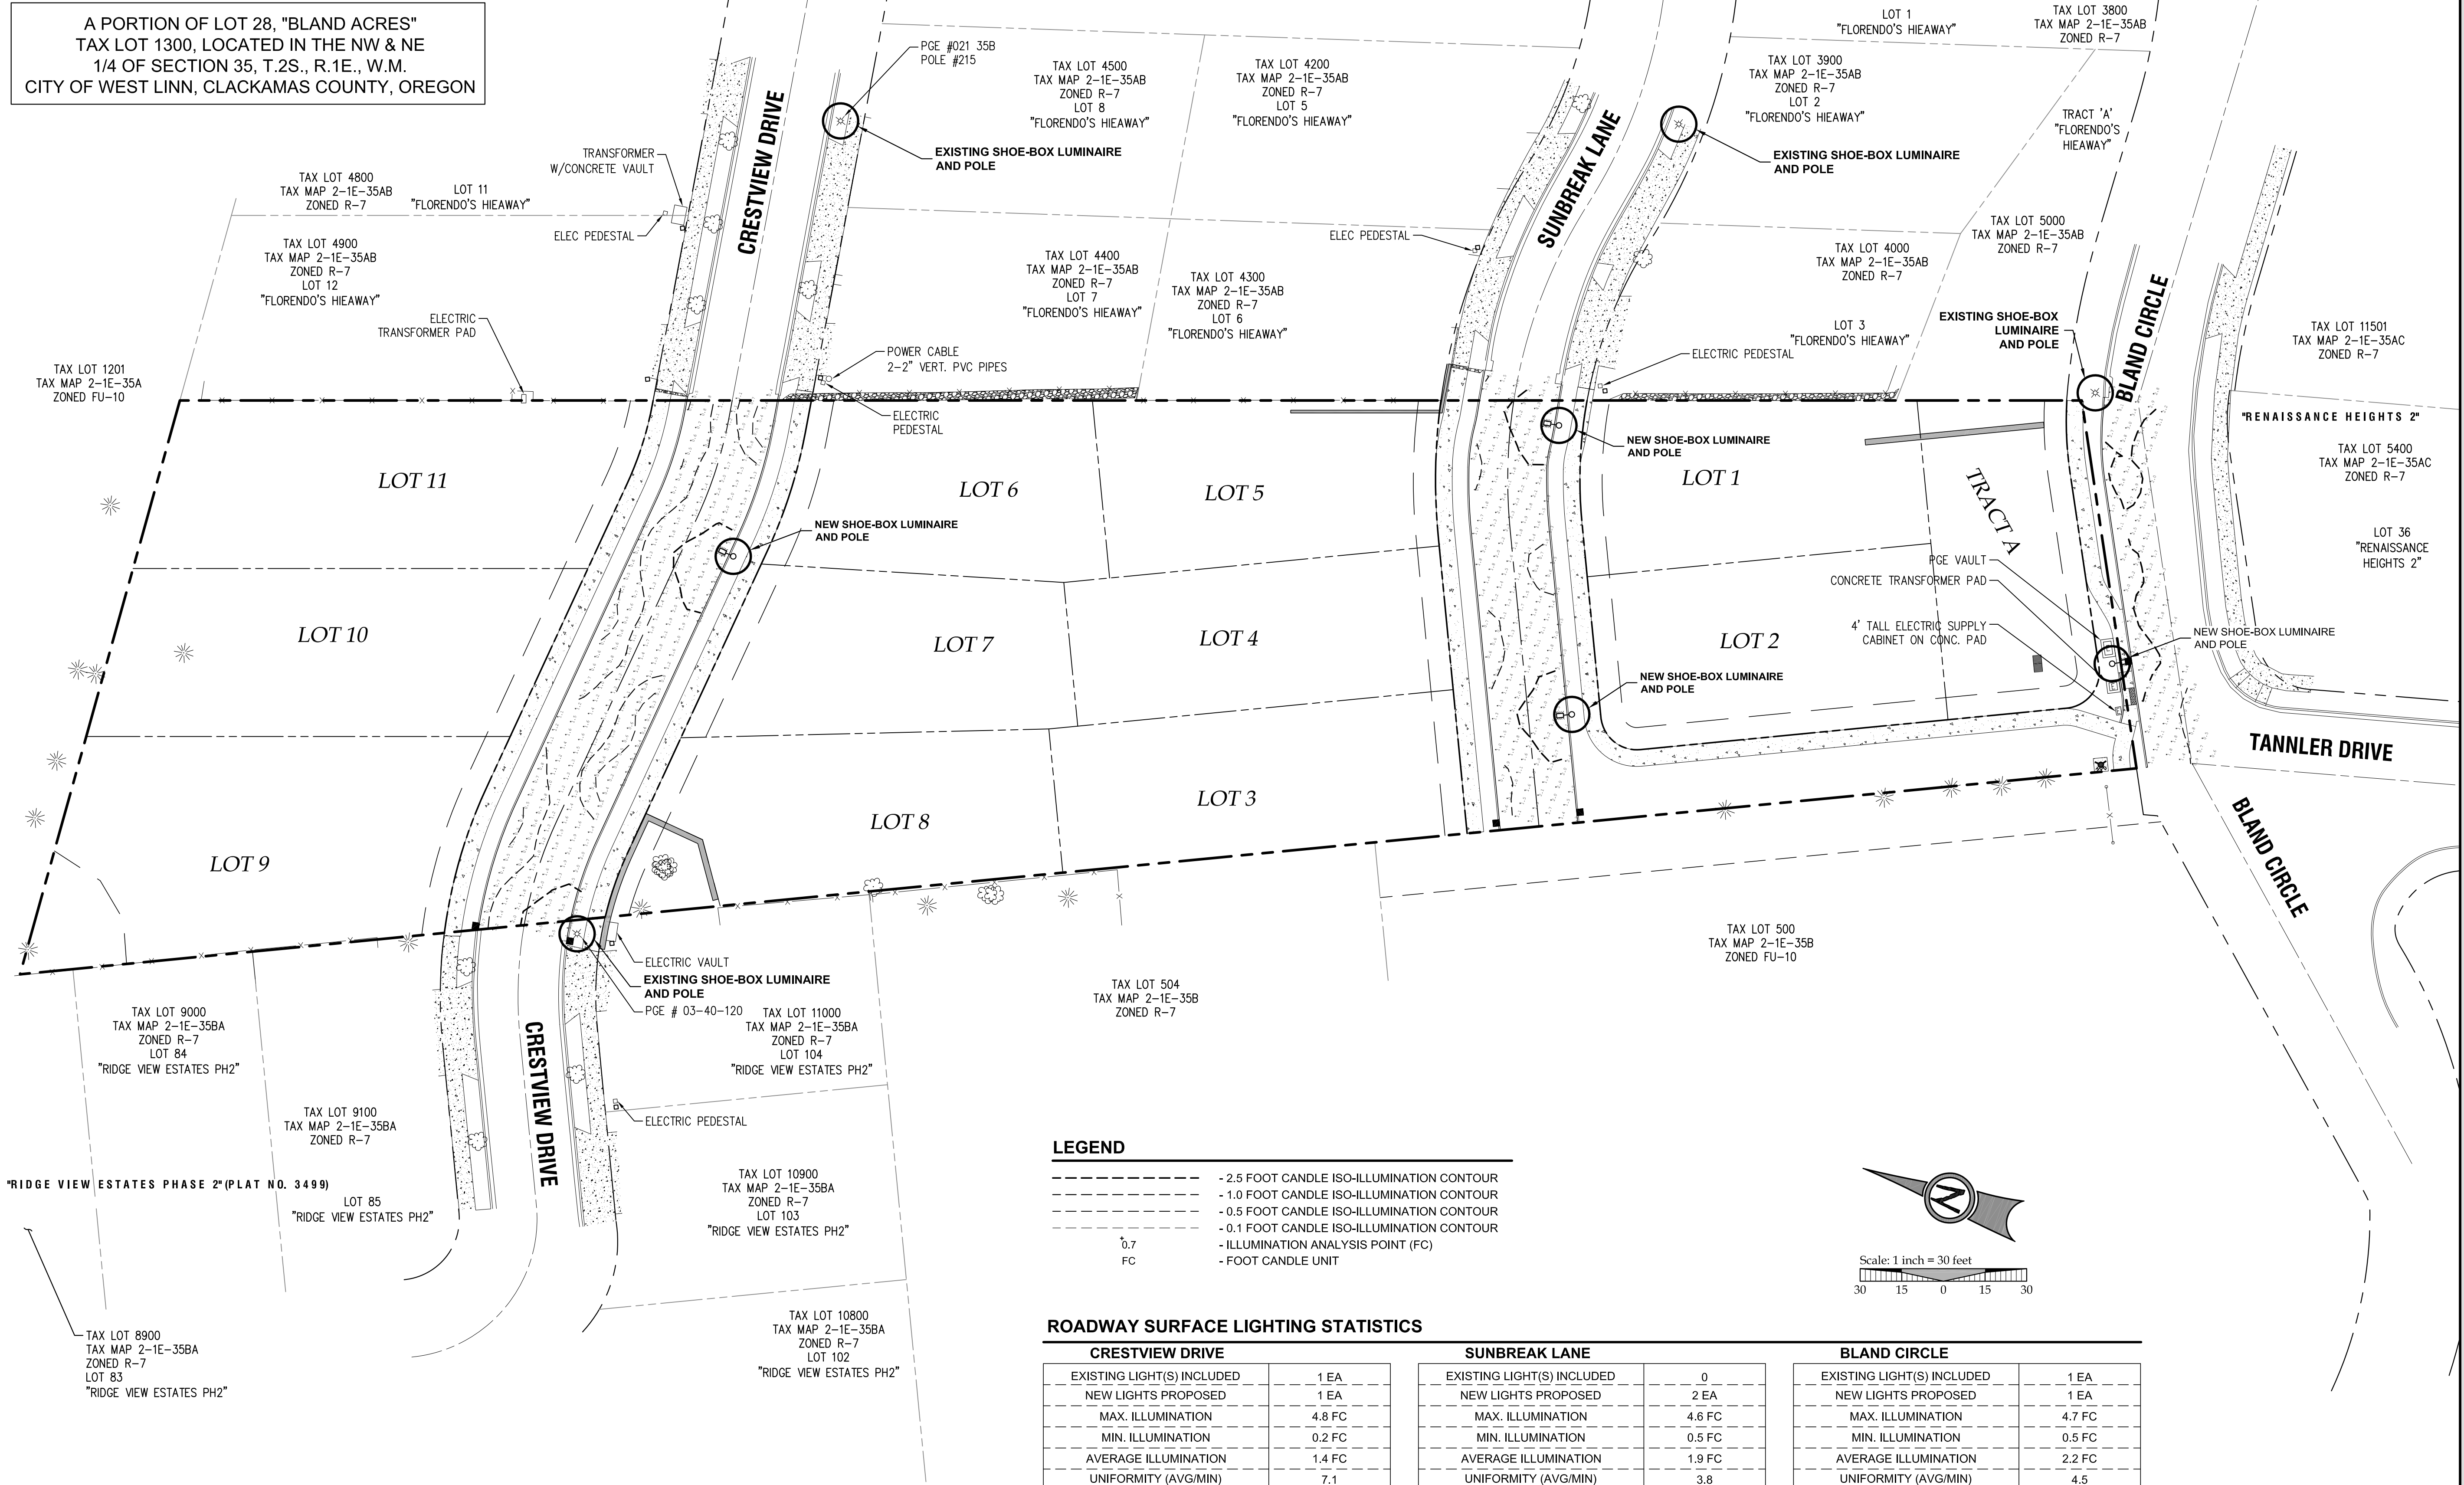 A PORTION OF LOT 28, "BLAND ACRES"
TAX LOT 1300, LOCATED IN THE NW & NE
1/4 OF SECTION 35, T.2S., R.1E., W.M.
CITY OF WEST LINN, CLACKAMAS COUNTY, OREGON
PGE #021 35B
POLE #215
EXISTING SHOE-BOX LUMINAIRE
AND POLE
CRESTVIEW DRIVE
TRANSFORMER
W/CONCRETE VAULT
TAX LOT 4800
TAX MAP 2-1E-35AB
ZONED R-7
LOT 11
"FLORENDO'S HIEAWAY"
ELEC PEDESTAL
TAX LOT 4900
TAX MAP 2-1E-35AB
ZONED R-7
LOT 12
"FLORENDO'S HIEAWAY"
ELECTRIC
TRANSFORMER PAD
TAX LOT 1201
TAX MAP 2-1E-35A
ZONED FU-10
TAX LOT 4500
TAX MAP 2-1E-35AB
ZONED R-7
LOT 8
"FLORENDO'S HIEAWAY"
TAX LOT 4200
TAX MAP 2-1E-35AB
ZONED R-7
LOT 5
"FLORENDO'S HIEAWAY"
TAX LOT 4400
TAX MAP 2-1E-35AB
ZONED R-7
LOT 7
"FLORENDO'S HIEAWAY"
TAX LOT 4300
TAX MAP 2-1E-35AB
ZONED R-7
LOT 6
"FLORENDO'S HIEAWAY"
POWER CABLE
2-2" VERT. PVC PIPES
ELECTRIC
PEDESTAL
ELEC PEDESTAL
SUNBREAK LANE
LOT 1
"FLORENDO'S HIEAWAY"
TAX LOT 3800
TAX MAP 2-1E-35AB
ZONED R-7
TAX LOT 3900
TAX MAP 2-1E-35AB
ZONED R-7
LOT 2
"FLORENDO'S HIEAWAY"
EXISTING SHOE-BOX LUMINAIRE
AND POLE
TRACT 'A'
"FLORENDO'S
HIEAWAY"
TAX LOT 5000
TAX MAP 2-1E-35AB
ZONED R-7
TAX LOT 4000
TAX MAP 2-1E-35AB
ZONED R-7
LOT 3
"FLORENDO'S HIEAWAY"
ELECTRIC PEDESTAL
EXISTING SHOE-BOX
LUMINAIRE
AND POLE
BLAND CIRCLE
TAX LOT 11501
TAX MAP 2-1E-35AC
ZONED R-7
"RENAISSANCE HEIGHTS 2"
TAX LOT 5400
TAX MAP 2-1E-35AC
ZONED R-7
LOT 36
"RENAISSANCE
HEIGHTS 2"
LOT 11
LOT 6
LOT 5
LOT 1
TRACT A
NEW SHOE-BOX LUMINAIRE
AND POLE
NEW SHOE-BOX LUMINAIRE
AND POLE
LOT 10
LOT 7
LOT 4
LOT 2
PGE VAULT
CONCRETE TRANSFORMER PAD
4' TALL ELECTRIC SUPPLY
CABINET ON CONC. PAD
NEW SHOE-BOX LUMINAIRE
AND POLE
NEW SHOE-BOX LUMINAIRE
AND POLE
TANNLER DRIVE
BLAND CIRCLE
LOT 9
LOT 8
LOT 3
ELECTRIC VAULT
EXISTING SHOE-BOX LUMINAIRE
AND POLE
PGE # 03-40-120
TAX LOT 11000
TAX MAP 2-1E-35BA
ZONED R-7
LOT 104
"RIDGE VIEW ESTATES PH2"
TAX LOT 504
TAX MAP 2-1E-35B
ZONED R-7
TAX LOT 500
TAX MAP 2-1E-35B
ZONED FU-10
TAX LOT 9000
TAX MAP 2-1E-35BA
ZONED R-7
LOT 84
"RIDGE VIEW ESTATES PH2"
TAX LOT 9100
TAX MAP 2-1E-35BA
ZONED R-7
"RIDGE VIEW ESTATES PHASE 2" (PLAT NO. 3499)
LOT 85
"RIDGE VIEW ESTATES PH2"
CRESTVIEW DRIVE
ELECTRIC PEDESTAL
TAX LOT 10900
TAX MAP 2-1E-35BA
ZONED R-7
LOT 103
"RIDGE VIEW ESTATES PH2"
TAX LOT 10800
TAX MAP 2-1E-35BA
ZONED R-7
LOT 102
"RIDGE VIEW ESTATES PH2"
TAX LOT 8900
TAX MAP 2-1E-35BA
ZONED R-7
LOT 83
"RIDGE VIEW ESTATES PH2"
LEGEND
- 2.5 FOOT CANDLE ISO-ILLUMINATION CONTOUR
- 1.0 FOOT CANDLE ISO-ILLUMINATION CONTOUR
- 0.5 FOOT CANDLE ISO-ILLUMINATION CONTOUR
- 0.1 FOOT CANDLE ISO-ILLUMINATION CONTOUR
0.7 - ILLUMINATION ANALYSIS POINT (FC)
FC - FOOT CANDLE UNIT
N
Scale: 1 inch = 30 feet
30 15 0 15 30
ROADWAY SURFACE LIGHTING STATISTICS
CRESTVIEW DRIVE
EXISTING LIGHT(S) INCLUDED 1 EA
NEW LIGHTS PROPOSED 1 EA
MAX. ILLUMINATION 4.8 FC
MIN. ILLUMINATION 0.2 FC
AVERAGE ILLUMINATION 1.4 FC
UNIFORMITY (AVG/MIN) 7.1
SUNBREAK LANE
EXISTING LIGHT(S) INCLUDED 0
NEW LIGHTS PROPOSED 2 EA
MAX. ILLUMINATION 4.6 FC
MIN. ILLUMINATION 0.5 FC
AVERAGE ILLUMINATION 1.9 FC
UNIFORMITY (AVG/MIN) 3.8
BLAND CIRCLE
EXISTING LIGHT(S) INCLUDED 1 EA
NEW LIGHTS PROPOSED 1 EA
MAX. ILLUMINATION 4.7 FC
MIN. ILLUMINATION 0.5 FC
AVERAGE ILLUMINATION 2.2 FC
UNIFORMITY (AVG/MIN) 4.5